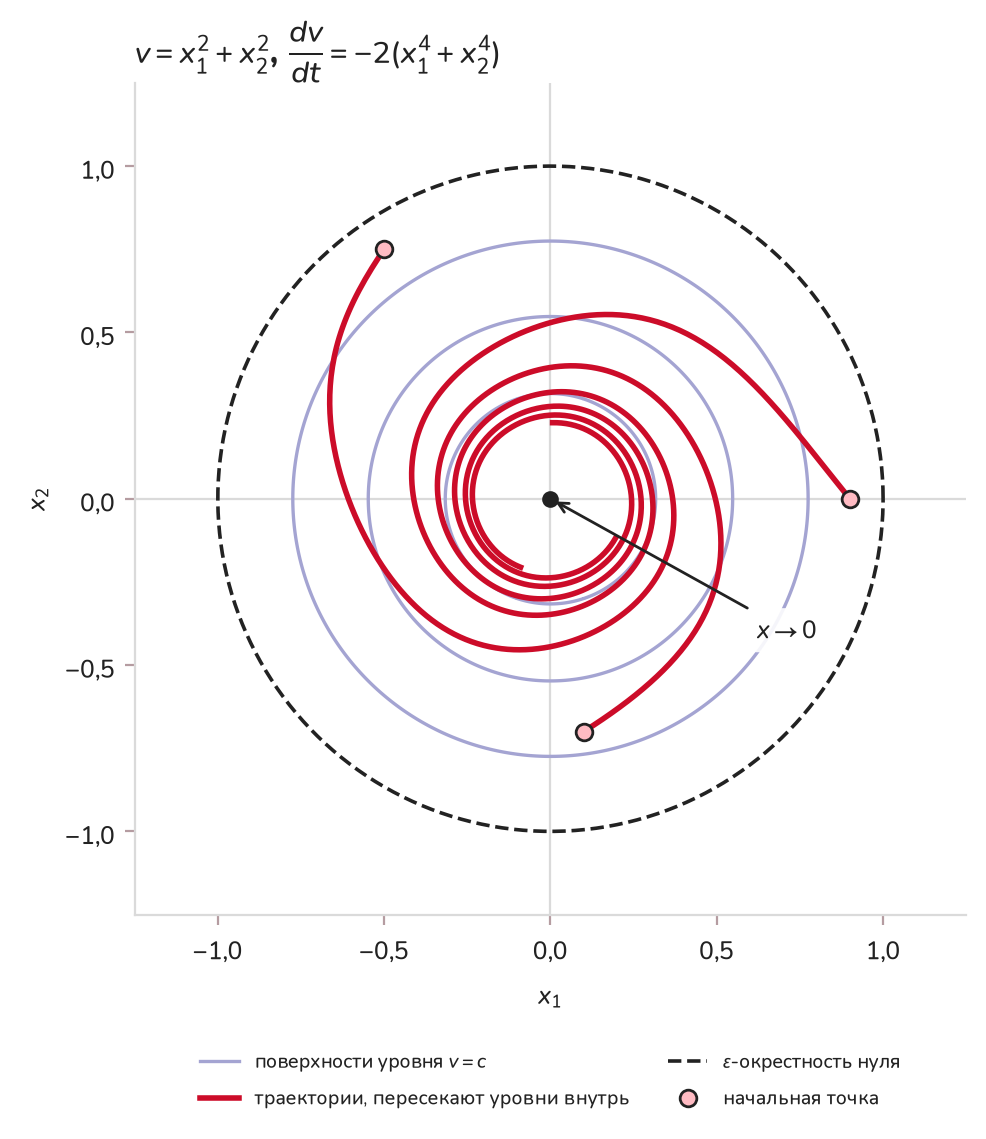 v = x₁² + x₂², dv/dt = −2(x₁⁴ + x₂⁴)
1,0
0,5
0,0
−0,5
−1,0
x₂
x → 0
−1,0 −0,5 0,0 0,5 1,0
x₁
поверхности уровня v = c
траектории, пересекают уровни внутрь
ε-окрестность нуля
начальная точка